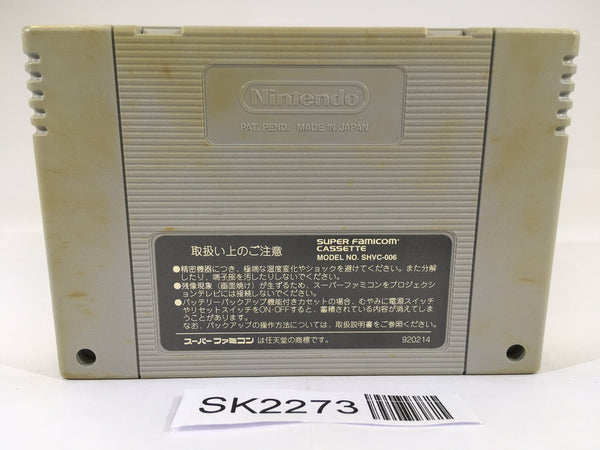 Nintendo
PAT. PEND. MADE IN JAPAN
取扱い上のご注意
SUPER FAMICOM
CASSETTE
MODEL NO. SHVC-006
●精密機器につき、極端な温度変化やショックを避けてください。また分解
したり、端子部を汚したりしないでください。
●残像現象(画面焼け)が生ずるため、スーパーファミコンをプロジェクシ
ョンテレビには接続しないでください。
●バッテリーバックアップ機能付きカセットの場合、むやみに電源スイッチ
やリセットスイッチをON・OFFすると、蓄積されている内容が消えてしま
うことがあります。
なお、バックアップの操作方法については、取扱説明書をご参照ください。
スーパーファミコン は任天堂の商標です。
920214
SK2273